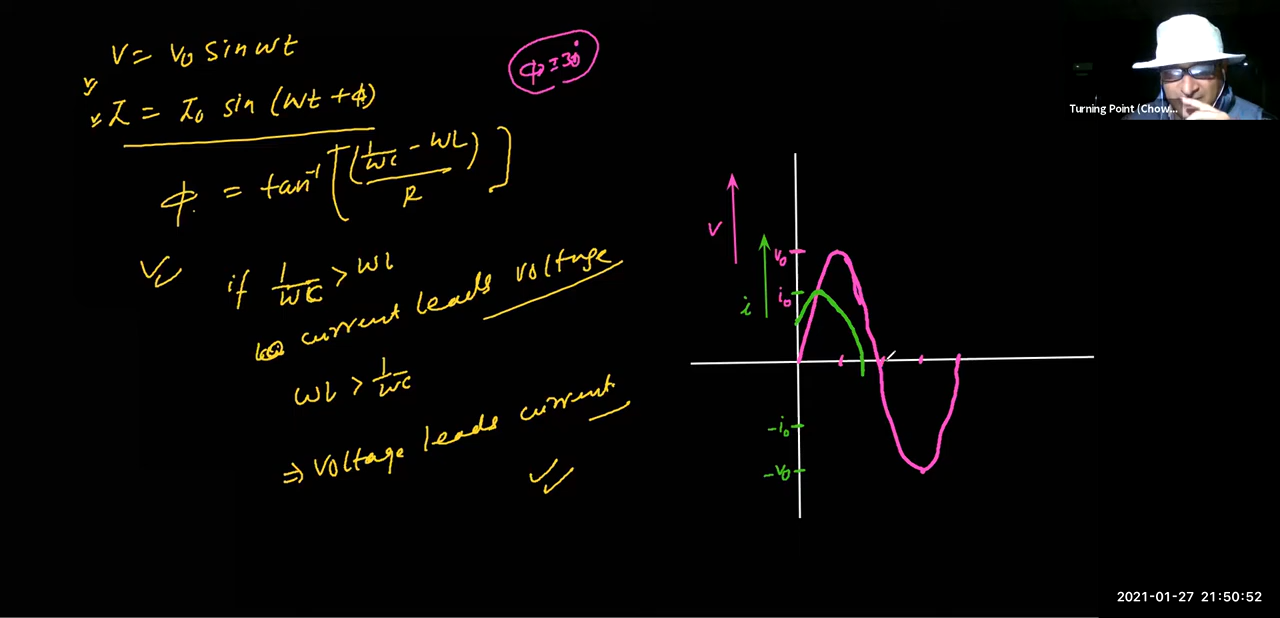 V = V₀ sin ωt
I = I₀ sin (ωt + ϕ)
ϕ = 30°
ϕ = tan⁻¹ [(1/ωC - ωL)/R]
if 1/ωC > ωL
current leads voltage
ωL > 1/ωC
⇒ voltage leads current
V
i
V₀
i₀
-i₀
-V₀
Turning Point (Chow...
2021-01-27 21:50:52